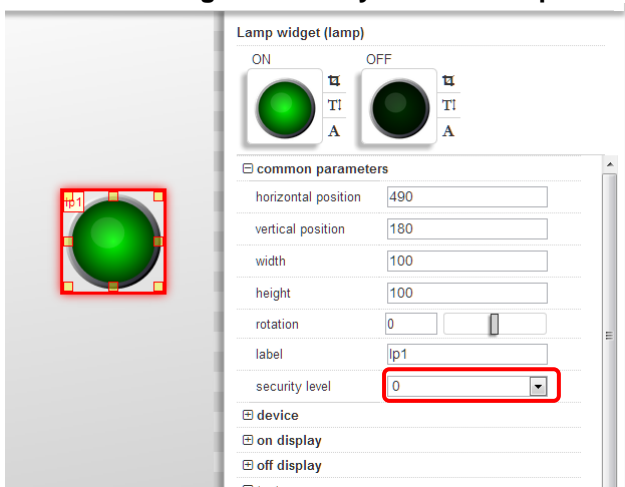 Lamp widget (lamp)
ON OFF
T↕ T↕
A A
lp1
common parameters
horizontal position 490
vertical position 180
width 100
height 100
rotation 0
label lp1
security level 0
device
on display
off display